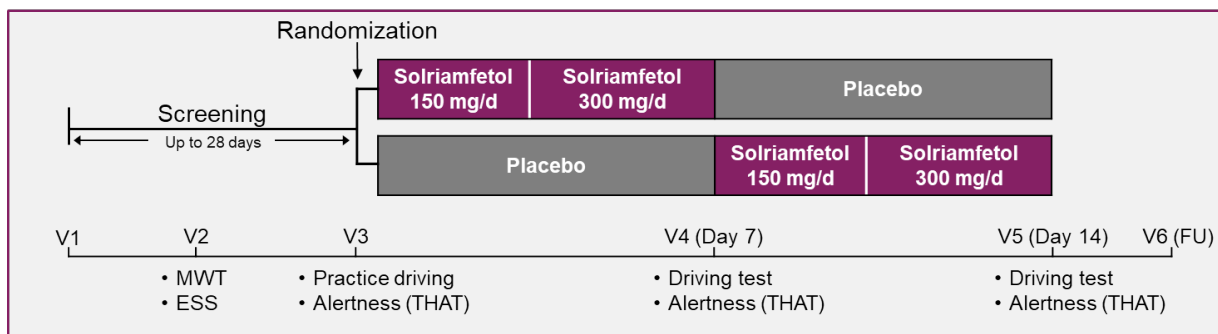 Randomization
Screening
Up to 28 days
Solriamfetol
150 mg/d
Solriamfetol
300 mg/d
Placebo
Placebo
Solriamfetol
150 mg/d
Solriamfetol
300 mg/d
V1
V2
V3
V4 (Day 7)
V5 (Day 14)
V6 (FU)
• MWT
• ESS
• Practice driving
• Alertness (THAT)
• Driving test
• Alertness (THAT)
• Driving test
• Alertness (THAT)